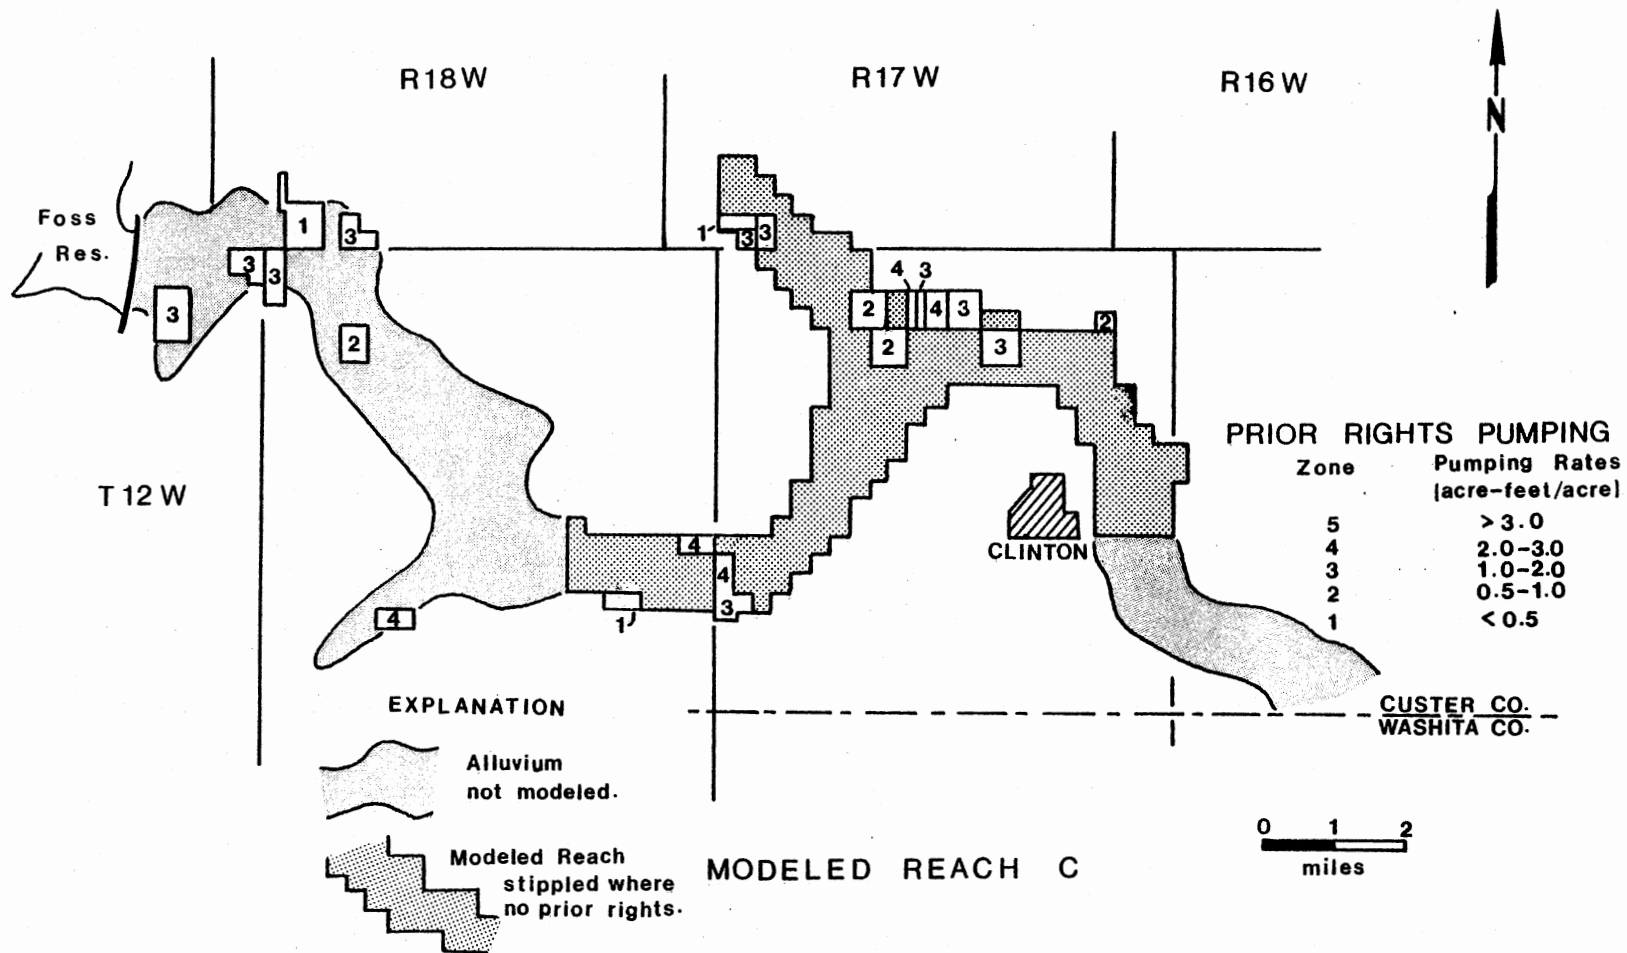 R18W
R17W
R16W
N
Foss
Res.
1
3
3
3
3
2
4
1
3
3
4
3
2
4
3
2
3
2
T12W
4
4
3
1
CLINTON
PRIOR RIGHTS PUMPING
Zone Pumping Rates
(acre-feet/acre)
5 >3.0
4 2.0-3.0
3 1.0-2.0
2 0.5-1.0
1 <0.5
CUSTER CO.
WASHITA CO.
EXPLANATION
Alluvium
not modeled.
Modeled Reach
stippled where
no prior rights.
MODELED REACH C
0 1 2
miles